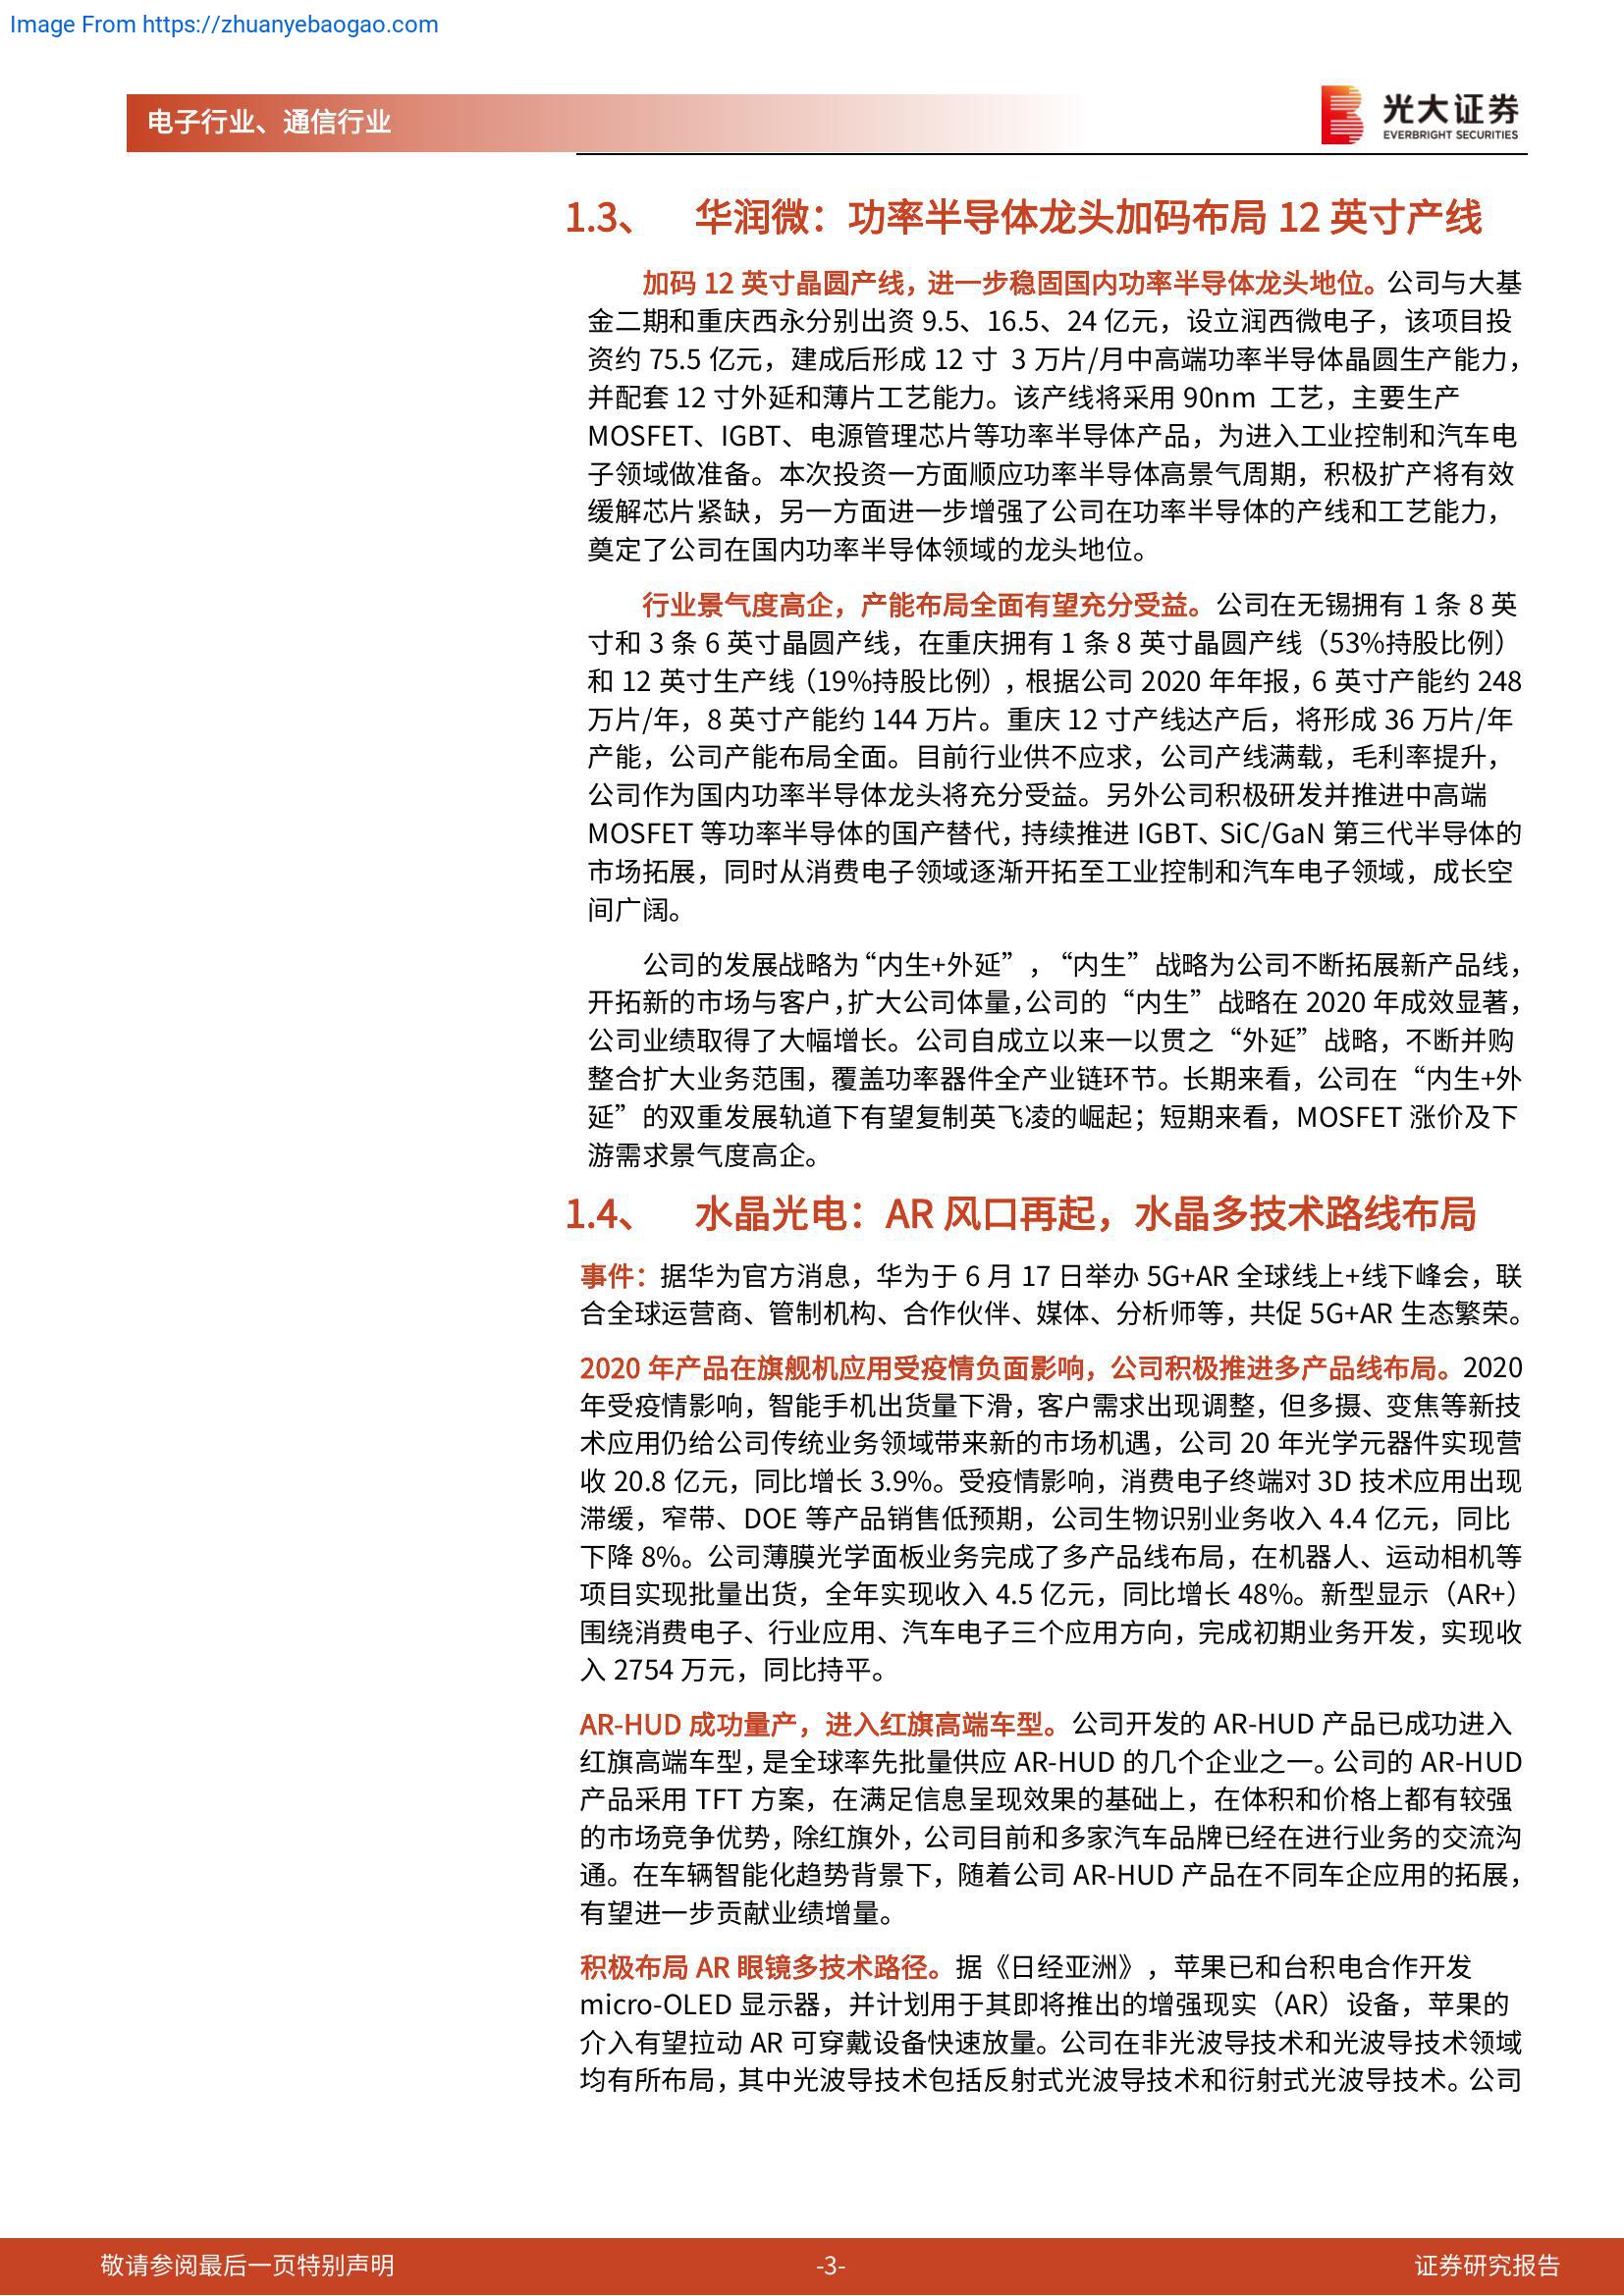 Image From https://zhuanyebaogao.com
电子行业、通信行业
光大证券
EVERBRIGHT SECURITIES
1.3、 华润微：功率半导体龙头加码布局 12 英寸产线
加码 12 英寸晶圆产线，进一步稳固国内功率半导体龙头地位。公司与大基
金二期和重庆西永分别出资 9.5、16.5、24 亿元，设立润西微电子，该项目投
资约 75.5 亿元，建成后形成 12 寸 3 万片/月中高端功率半导体晶圆生产能力，
并配套 12 寸外延和薄片工艺能力。该产线将采用 90nm 工艺，主要生产
MOSFET、IGBT、电源管理芯片等功率半导体产品，为进入工业控制和汽车电
子领域做准备。本次投资一方面顺应功率半导体高景气周期，积极扩产将有效
缓解芯片紧缺，另一方面进一步增强了公司在功率半导体的产线和工艺能力，
奠定了公司在国内功率半导体领域的龙头地位。
行业景气度高企，产能布局全面有望充分受益。公司在无锡拥有 1 条 8 英
寸和 3 条 6 英寸晶圆产线，在重庆拥有 1 条 8 英寸晶圆产线（53%持股比例）
和 12 英寸生产线（19%持股比例），根据公司 2020 年年报，6 英寸产能约 248
万片/年，8 英寸产能约 144 万片。重庆 12 寸产线达产后，将形成 36 万片/年
产能，公司产能布局全面。目前行业供不应求，公司产线满载，毛利率提升，
公司作为国内功率半导体龙头将充分受益。另外公司积极研发并推进中高端
MOSFET 等功率半导体的国产替代，持续推进 IGBT、SiC/GaN 第三代半导体的
市场拓展，同时从消费电子领域逐渐开拓至工业控制和汽车电子领域，成长空
间广阔。
公司的发展战略为“内生+外延”，“内生”战略为公司不断拓展新产品线，
开拓新的市场与客户，扩大公司体量，公司的“内生”战略在 2020 年成效显著，
公司业绩取得了大幅增长。公司自成立以来一以贯之“外延”战略，不断并购
整合扩大业务范围，覆盖功率器件全产业链环节。长期来看，公司在“内生+外
延”的双重发展轨道下有望复制英飞凌的崛起；短期来看，MOSFET 涨价及下
游需求景气度高企。
1.4、 水晶光电：AR 风口再起，水晶多技术路线布局
事件：据华为官方消息，华为于 6 月 17 日举办 5G+AR 全球线上+线下峰会，联
合全球运营商、管制机构、合作伙伴、媒体、分析师等，共促 5G+AR 生态繁荣。
2020 年产品在旗舰机应用受疫情负面影响，公司积极推进多产品线布局。2020
年受疫情影响，智能手机出货量下滑，客户需求出现调整，但多摄、变焦等新技
术应用仍给公司传统业务领域带来新的市场机遇，公司 20 年光学元器件实现营
收 20.8 亿元，同比增长 3.9%。受疫情影响，消费电子终端对 3D 技术应用出现
滞缓，窄带、DOE 等产品销售低预期，公司生物识别业务收入 4.4 亿元，同比
下降 8%。公司薄膜光学面板业务完成了多产品线布局，在机器人、运动相机等
项目实现批量出货，全年实现收入 4.5 亿元，同比增长 48%。新型显示（AR+）
围绕消费电子、行业应用、汽车电子三个应用方向，完成初期业务开发，实现收
入 2754 万元，同比持平。
AR-HUD 成功量产，进入红旗高端车型。公司开发的 AR-HUD 产品已成功进入
红旗高端车型，是全球率先批量供应 AR-HUD 的几个企业之一。公司的 AR-HUD
产品采用 TFT 方案，在满足信息呈现效果的基础上，在体积和价格上都有较强
的市场竞争优势，除红旗外，公司目前和多家汽车品牌已经在进行业务的交流沟
通。在车辆智能化趋势背景下，随着公司 AR-HUD 产品在不同车企应用的拓展，
有望进一步贡献业绩增量。
积极布局 AR 眼镜多技术路径。据《日经亚洲》，苹果已和台积电合作开发
micro-OLED 显示器，并计划用于其即将推出的增强现实（AR）设备，苹果的
介入有望拉动 AR 可穿戴设备快速放量。公司在非光波导技术和光波导技术领域
均有所布局，其中光波导技术包括反射式光波导技术和衍射式光波导技术。公司
敬请参阅最后一页特别声明
-3-
证券研究报告